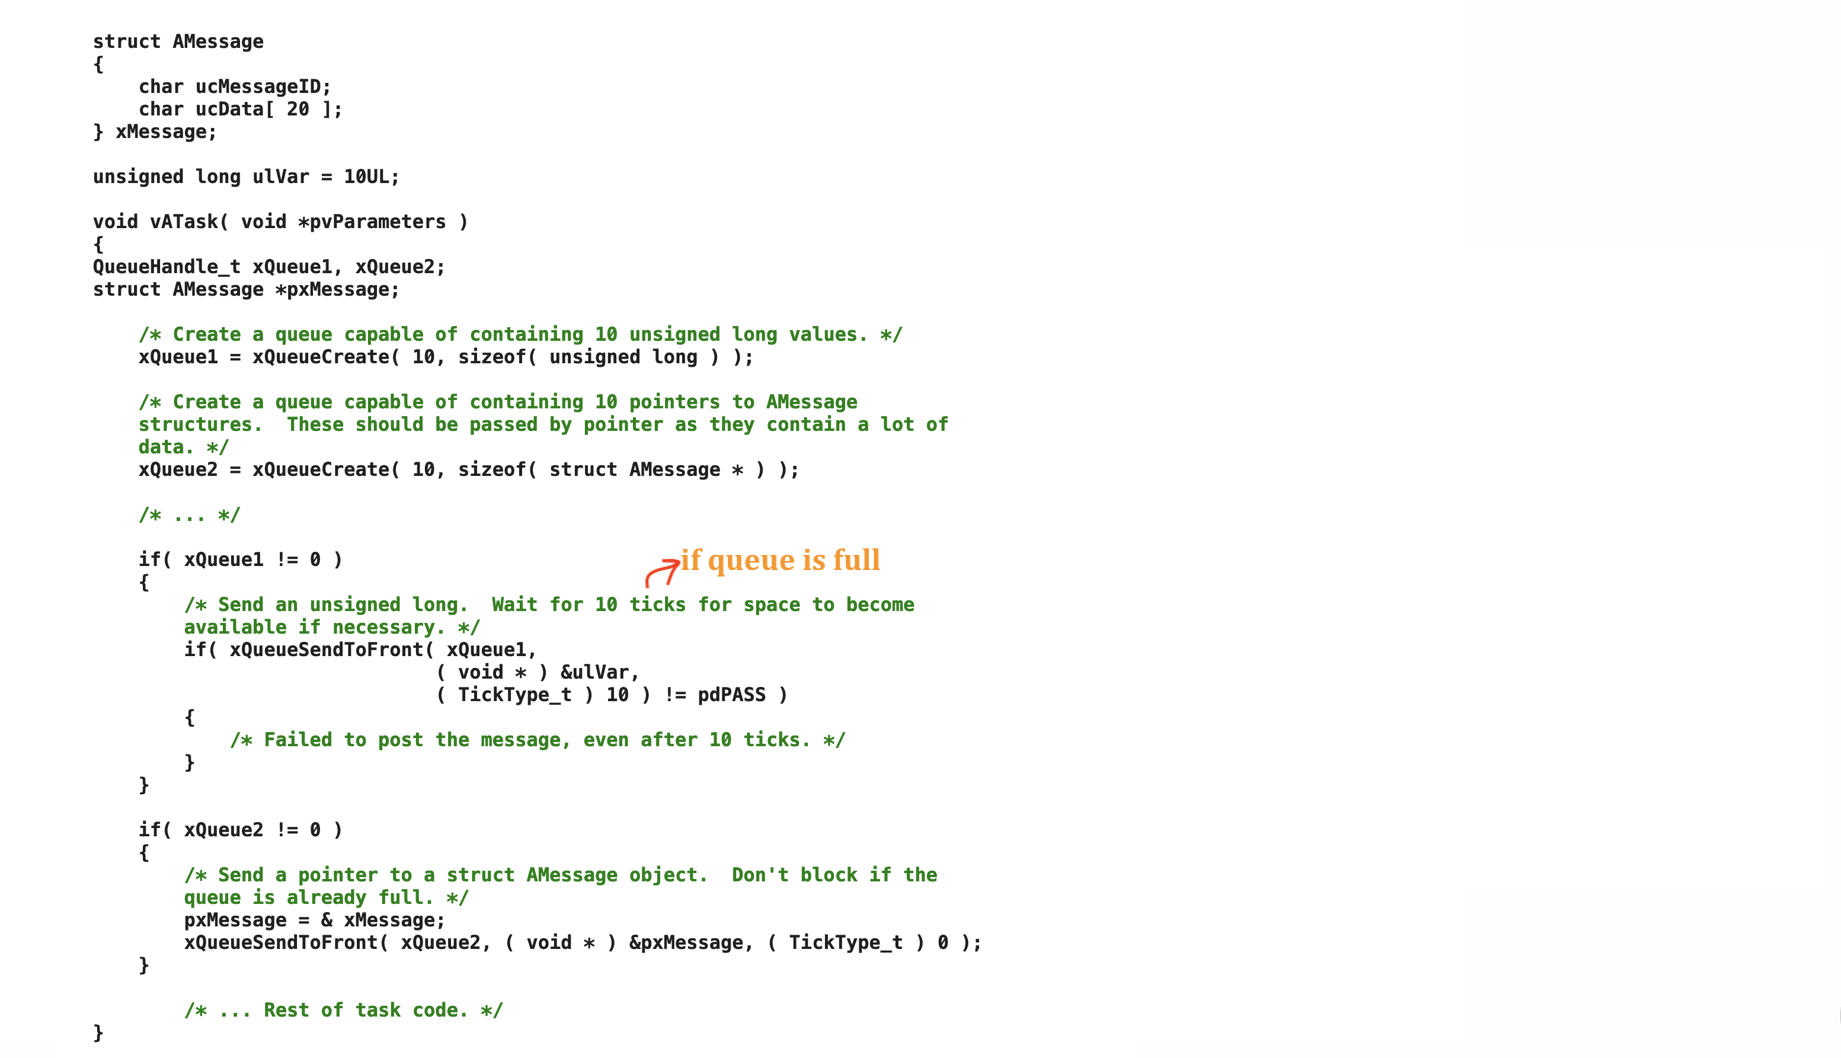 struct AMessage
{
    char ucMessageID;
    char ucData[ 20 ];
} xMessage;

unsigned long ulVar = 10UL;

void vATask( void *pvParameters )
{
QueueHandle_t xQueue1, xQueue2;
struct AMessage *pxMessage;

    /* Create a queue capable of containing 10 unsigned long values. */
    xQueue1 = xQueueCreate( 10, sizeof( unsigned long ) );

    /* Create a queue capable of containing 10 pointers to AMessage
    structures.  These should be passed by pointer as they contain a lot of
    data. */
    xQueue2 = xQueueCreate( 10, sizeof( struct AMessage * ) );

    /* ... */

    if( xQueue1 != 0 )
if queue is full
    {
        /* Send an unsigned long.  Wait for 10 ticks for space to become
        available if necessary. */
        if( xQueueSendToFront( xQueue1,
                              ( void * ) &ulVar,
                              ( TickType_t ) 10 ) != pdPASS )
        {
            /* Failed to post the message, even after 10 ticks. */
        }
    }

    if( xQueue2 != 0 )
    {
        /* Send a pointer to a struct AMessage object.  Don't block if the
        queue is already full. */
        pxMessage = & xMessage;
        xQueueSendToFront( xQueue2, ( void * ) &pxMessage, ( TickType_t ) 0 );
    }

        /* ... Rest of task code. */
}